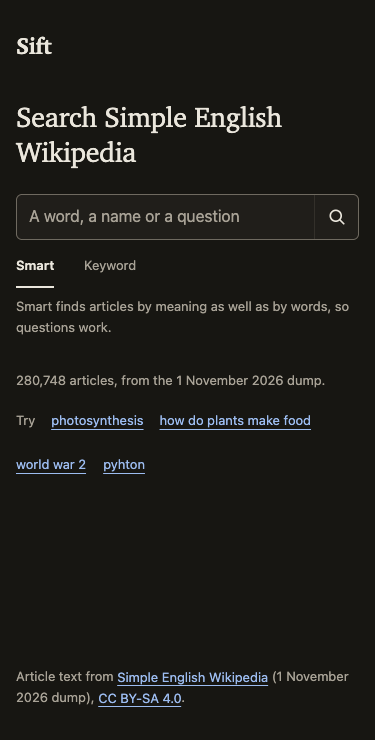 Sift
Search Simple English
Wikipedia
A word, a name or a question
Smart Keyword
Smart finds articles by meaning as well as by words, so
questions work.
280,748 articles, from the 1 November 2026 dump.
Try photosynthesis how do plants make food
world war 2 pyhton
Article text from Simple English Wikipedia (1 November
2026 dump), CC BY-SA 4.0.